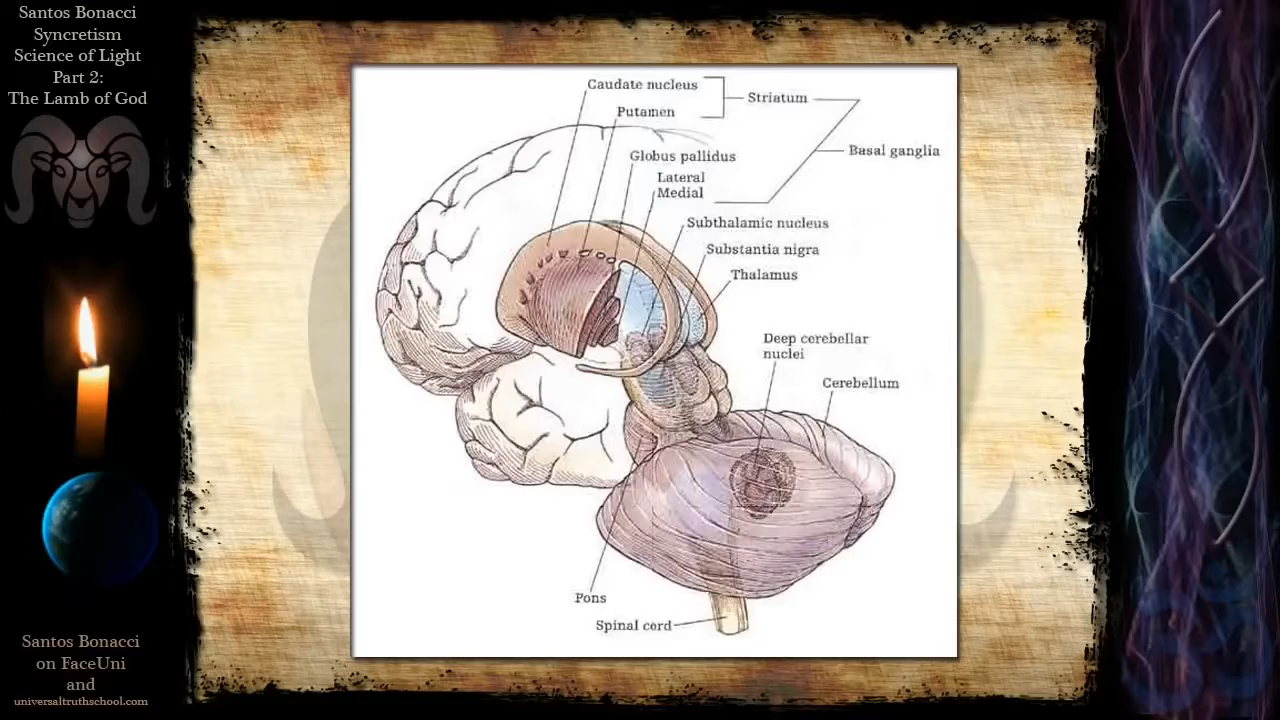 Santos Bonacci
Syncretism
Science of Light
Part 2:
The Lamb of God
Caudate nucleus
Striatum
Putamen
Basal ganglia
Globus pallidus
Lateral
Medial
Subthalamic nucleus
Substantia nigra
Thalamus
Deep cerebellar
nuclei
Cerebellum
Pons
Spinal cord
Santos Bonacci
on FaceUni
and
universaltruthschool.com